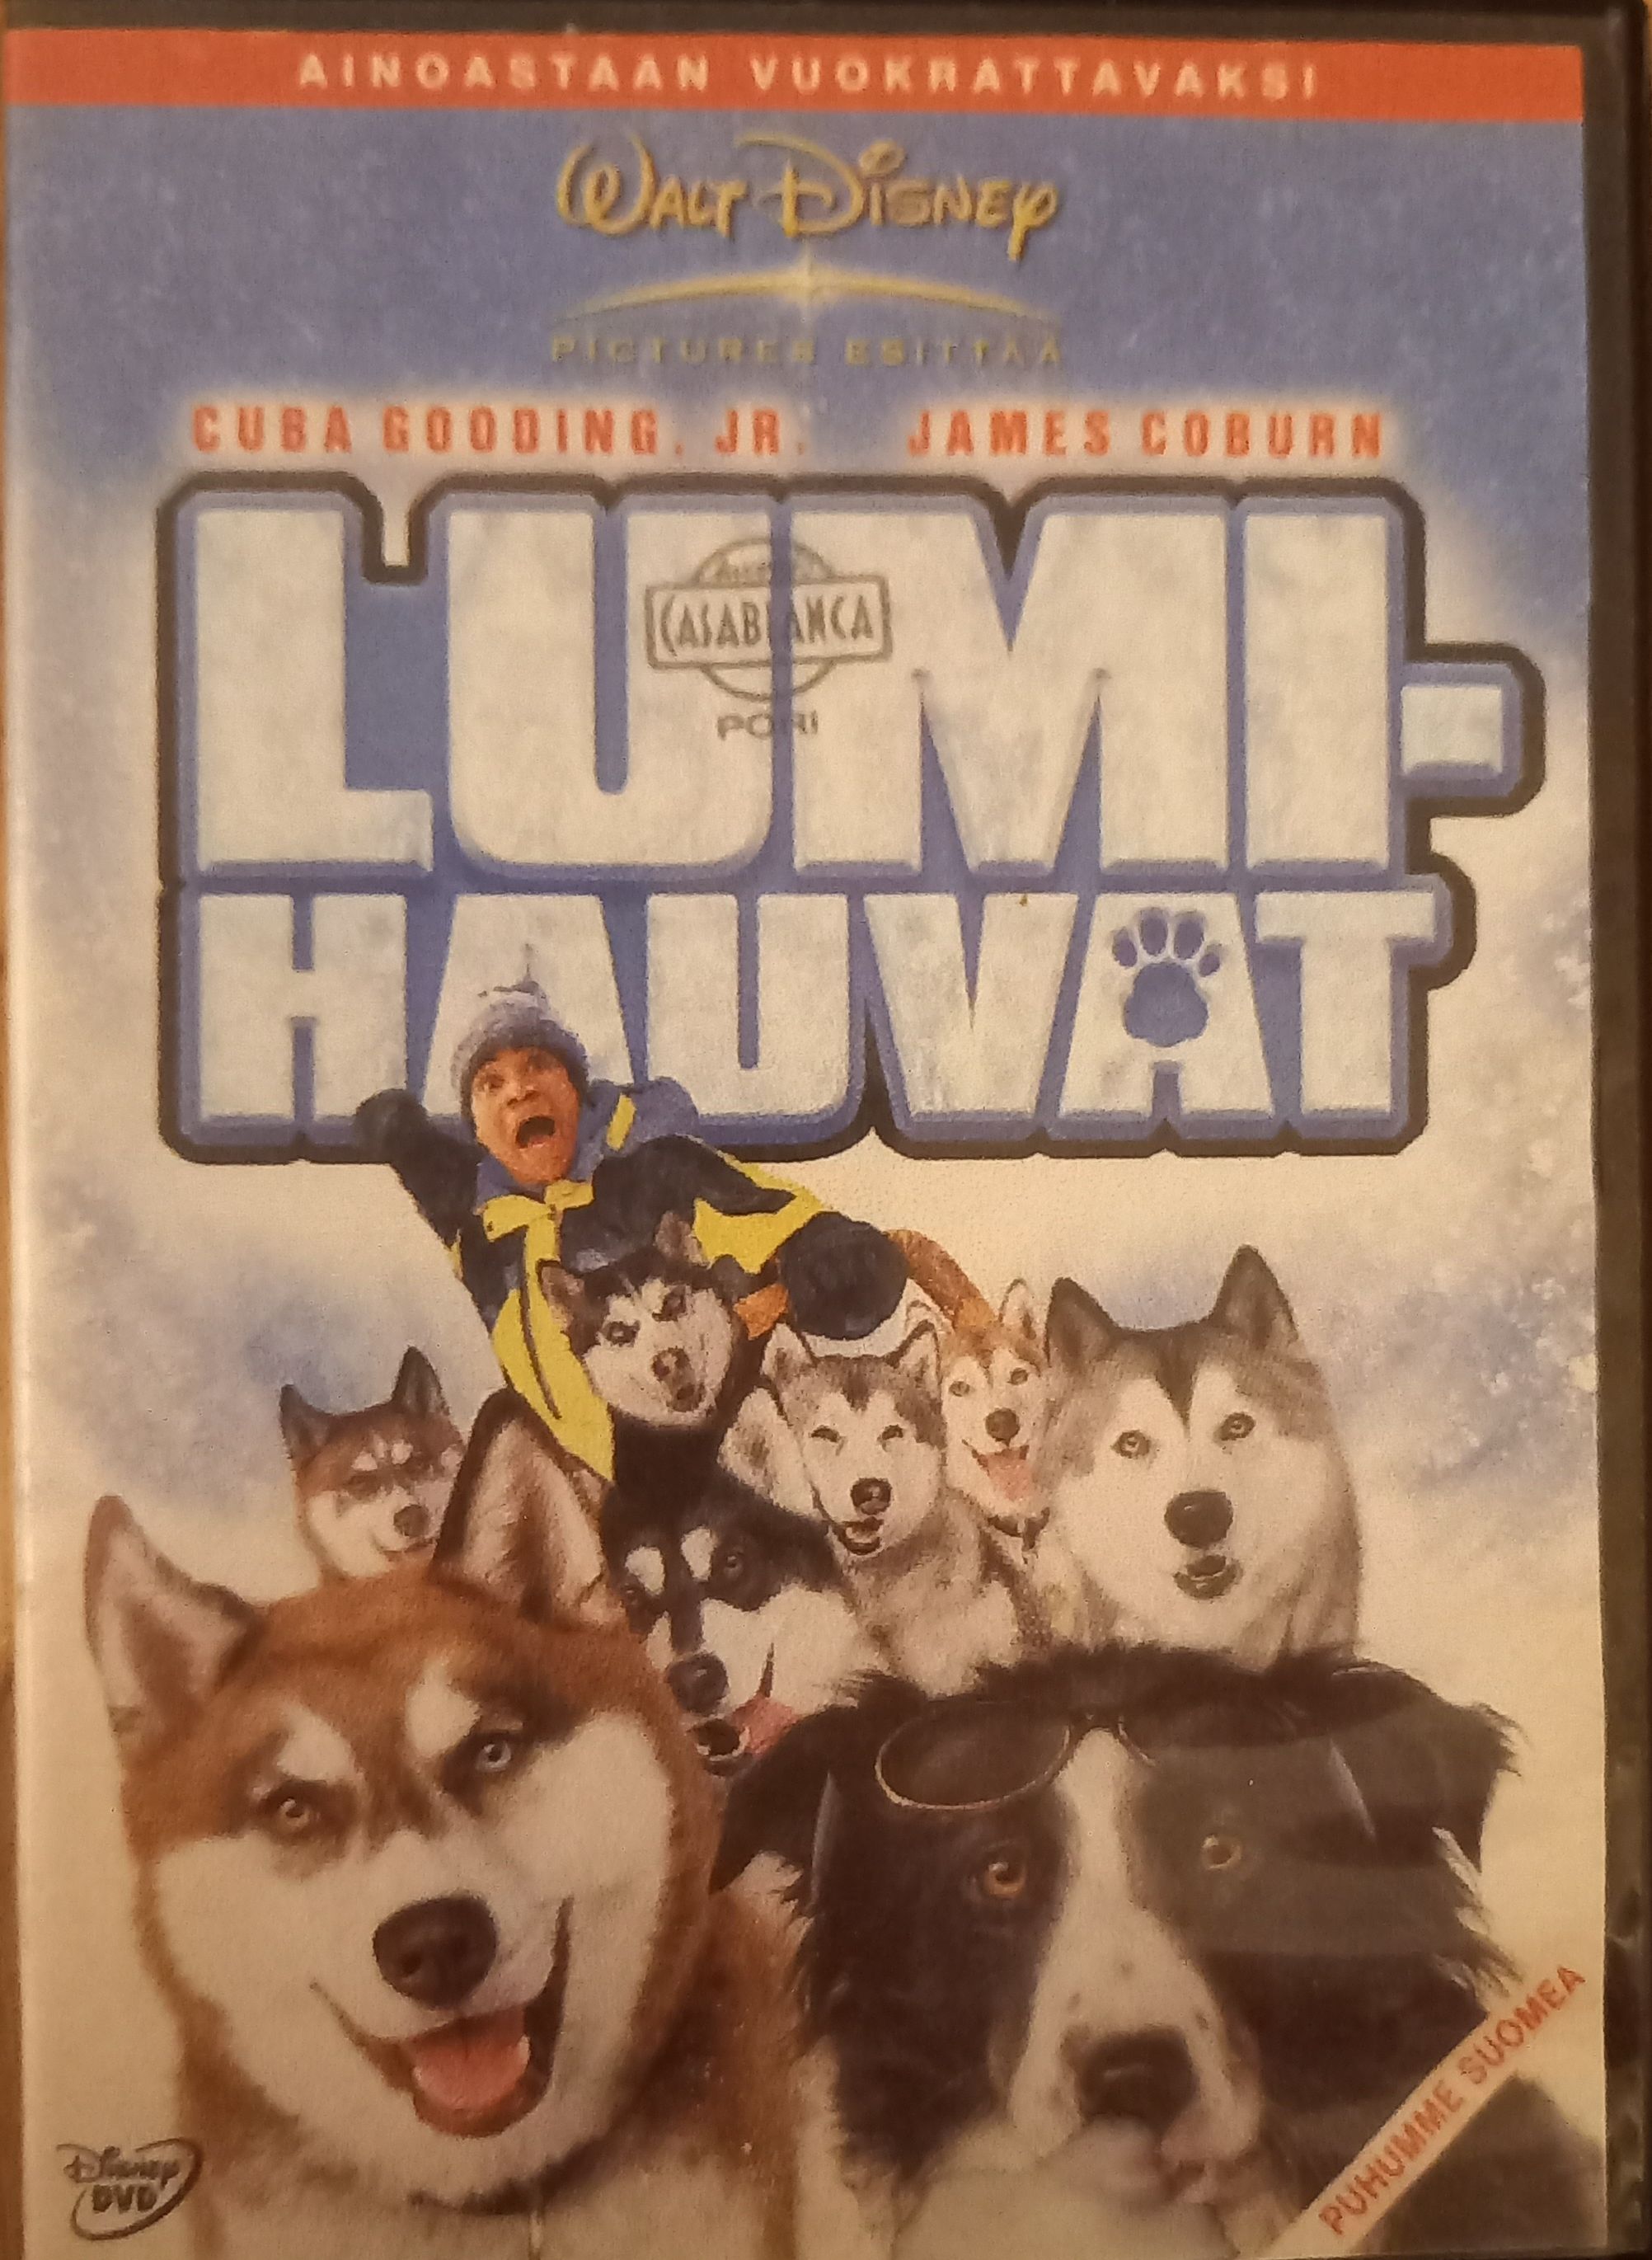 AINOASTAAN VUOKRATTAVAKSI
WALT DISNEY
PICTURES ESITTÄÄ
CUBA GOODING, JR. JAMES COBURN
LUMI-
CASABLANCA
PORI
HAUVAT
Disney
DVD
PUHUMME SUOMEA